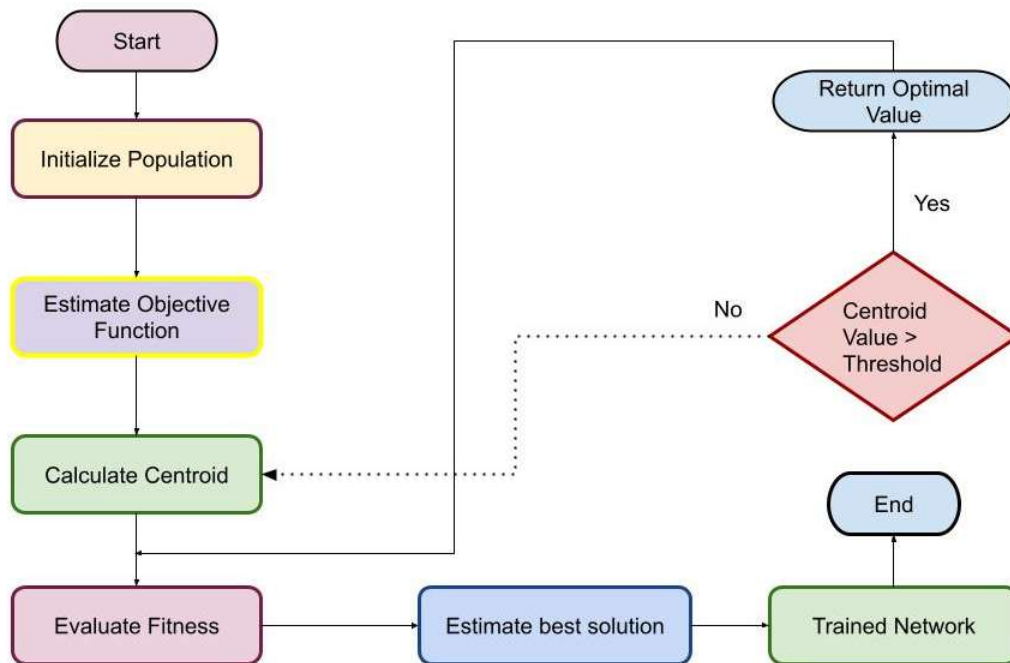 Start
Return Optimal
Value
Initialize Population
Yes
Estimate Objective
Function
No
Centroid
Value >
Threshold
Calculate Centroid
End
Evaluate Fitness
Estimate best solution
Trained Network